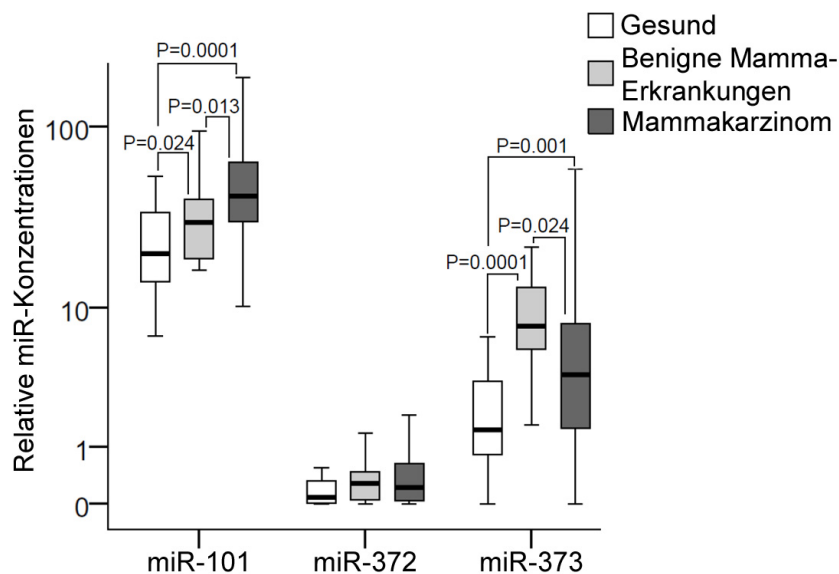 Gesund
Benigne Mamma-
Erkrankungen
Mammakarzinom
Relative miR-Konzentrationen
100
10
1
0
P=0.0001
P=0.013
P=0.024
P=0.001
P=0.024
P=0.0001
miR-101
miR-372
miR-373